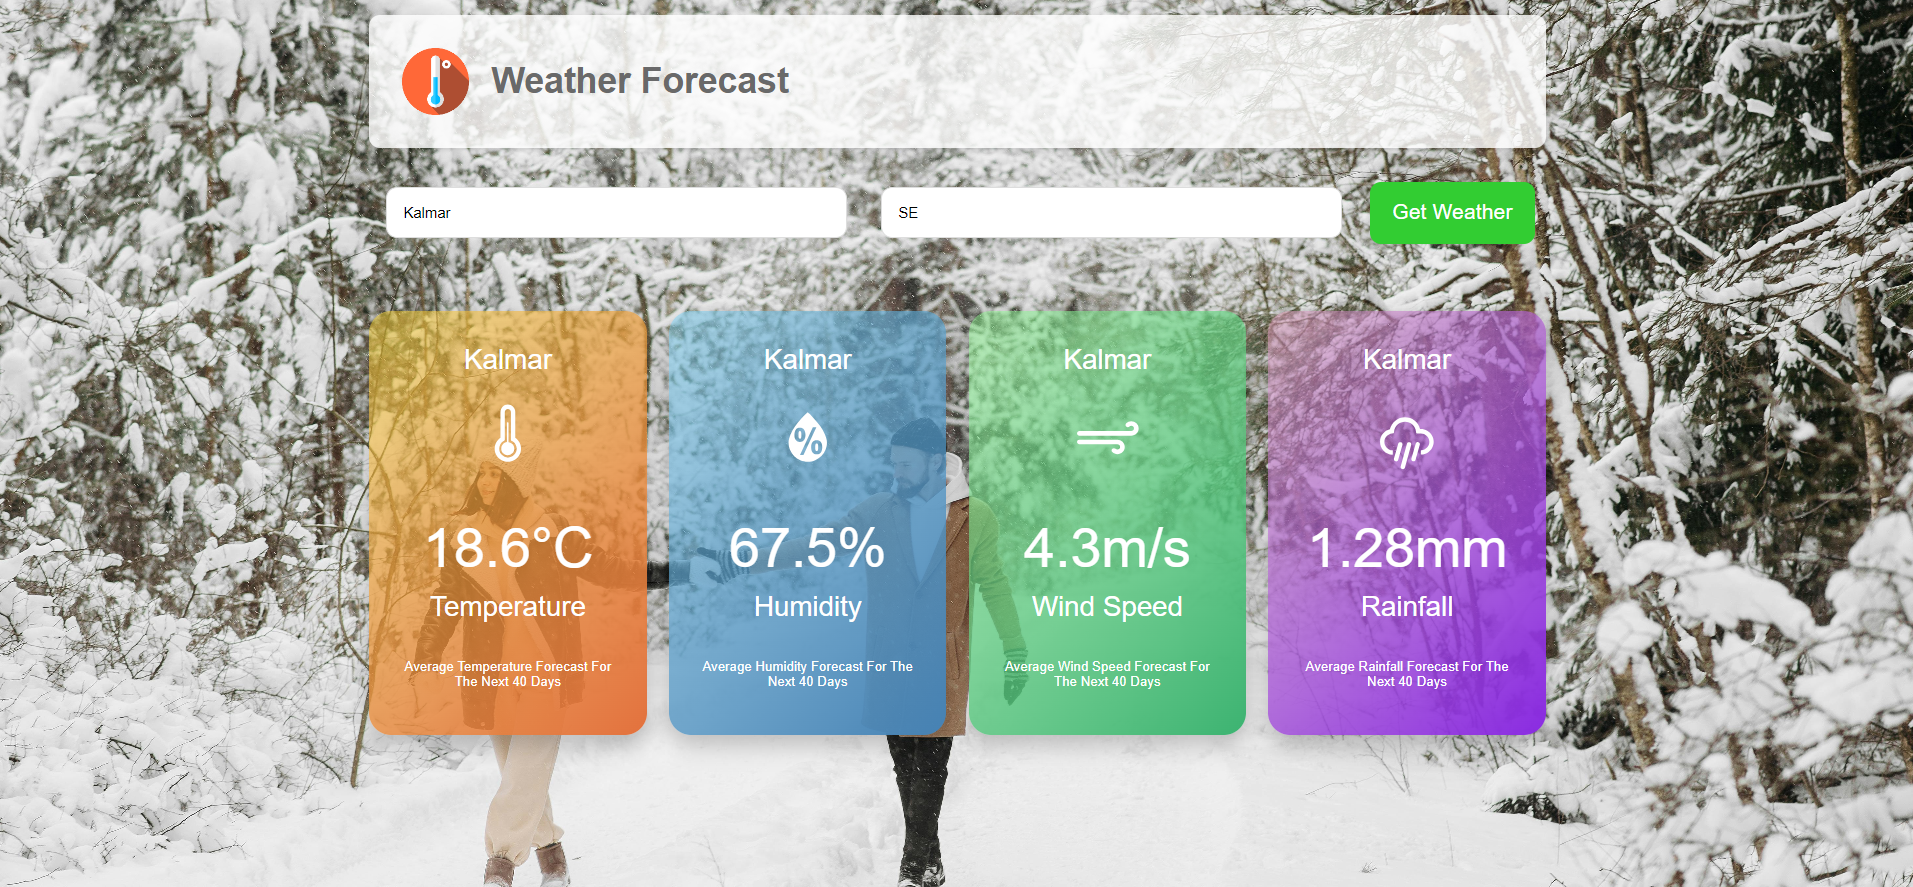 Weather Forecast
Kalmar
SE
Get Weather
Kalmar
18.6°C
Temperature
Average Temperature Forecast For
The Next 40 Days
Kalmar
%
67.5%
Humidity
Average Humidity Forecast For The
Next 40 Days
Kalmar
4.3m/s
Wind Speed
Average Wind Speed Forecast For
The Next 40 Days
Kalmar
1.28mm
Rainfall
Average Rainfall Forecast For The
Next 40 Days